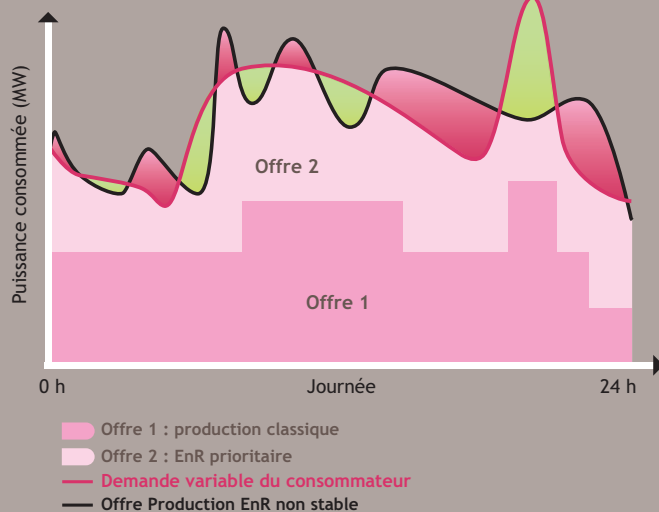 Puissance consommée (MW)
Offre 2
Offre 1
0 h
Journée
24 h
Offre 1 : production classique
Offre 2 : EnR prioritaire
Demande variable du consommateur
Offre Production EnR non stable